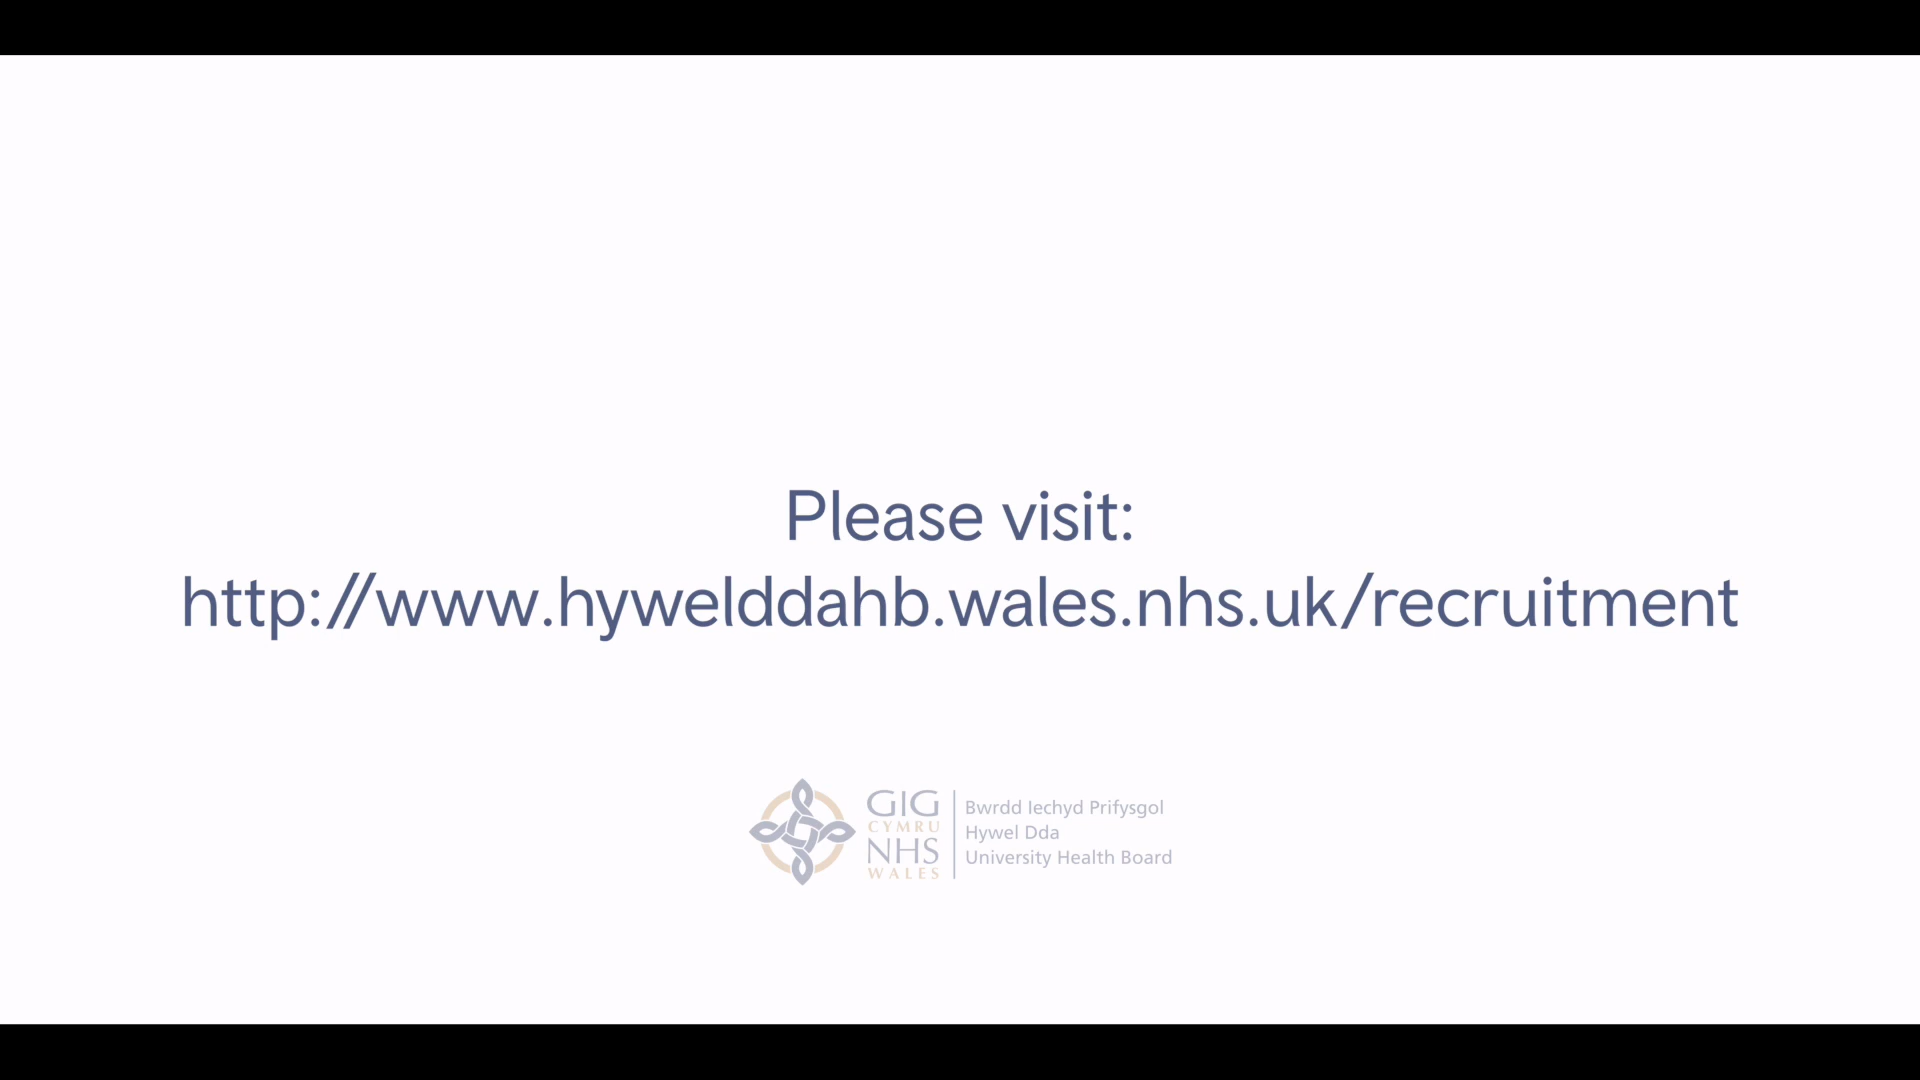 Please visit:
http://www.hywelddahb.wales.nhs.uk/recruitment
GIG
CYMRU
NHS
WALES
Bwrdd Iechyd Prifysgol
Hywel Dda
University Health Board